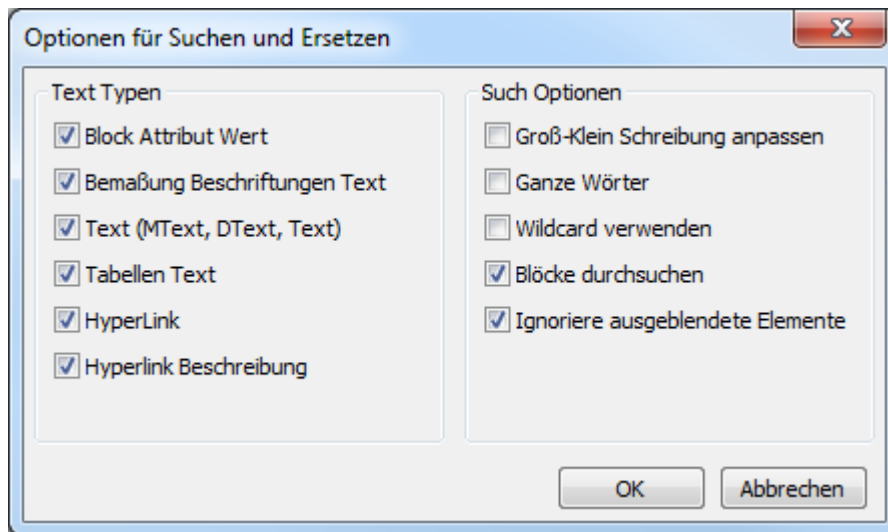 Optionen für Suchen und Ersetzen
Text Typen
Block Attribut Wert
Bemaßung Beschriftungen Text
Text (MText, DText, Text)
Tabellen Text
HyperLink
Hyperlink Beschreibung
Such Optionen
Groß-Klein Schreibung anpassen
Ganze Wörter
Wildcard verwenden
Blöcke durchsuchen
Ignoriere ausgeblendete Elemente
OK
Abbrechen